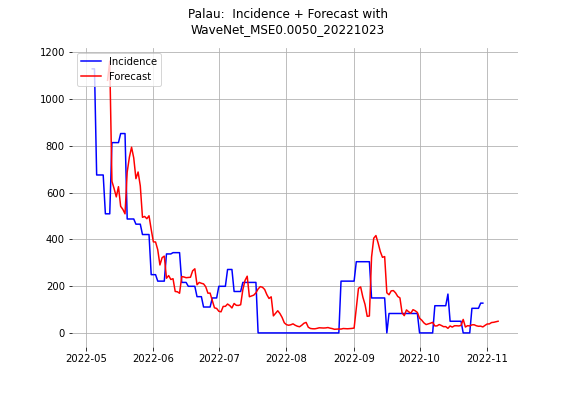 Palau:  Incidence + Forecast with
WaveNet_MSE0.0050_20221023
Incidence
Forecast
1200
1000
800
600
400
200
0
2022-05 2022-06 2022-07 2022-08 2022-09 2022-10 2022-11